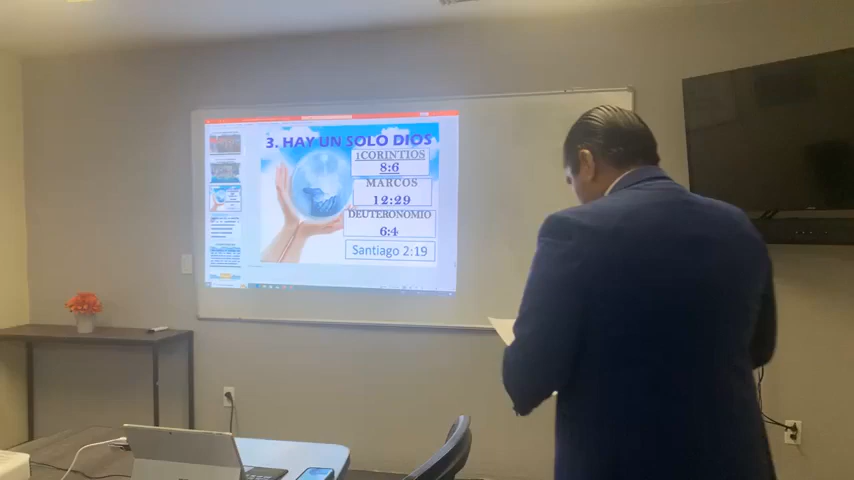 3. HAY UN SOLO DIOS
1CORINTIOS
8:6
MARCOS
12:29
DEUTERONOMIO
6:4
Santiago 2:19